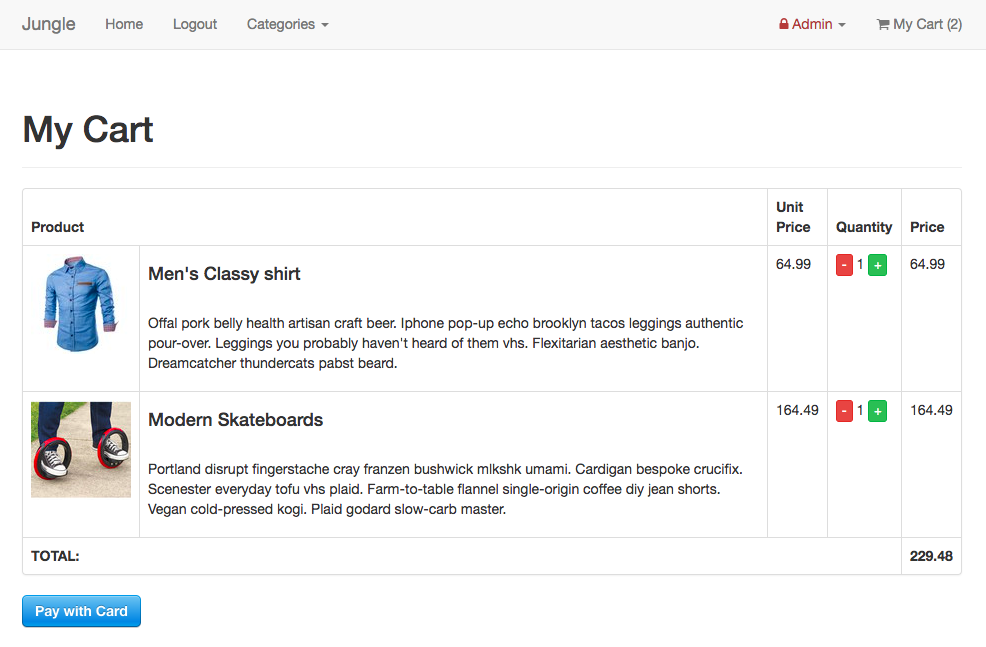 Jungle Home Logout Categories Admin My Cart (2)
My Cart
Product Unit Price Quantity Price
Men's Classy shirt 64.99 - 1 + 64.99
Offal pork belly health artisan craft beer. Iphone pop-up echo brooklyn tacos leggings authentic
pour-over. Leggings you probably haven't heard of them vhs. Flexitarian aesthetic banjo.
Dreamcatcher thundercats pabst beard.
Modern Skateboards 164.49 - 1 + 164.49
Portland disrupt fingerstache cray franzen bushwick mlkshk umami. Cardigan bespoke crucifix.
Scenester everyday tofu vhs plaid. Farm-to-table flannel single-origin coffee diy jean shorts.
Vegan cold-pressed kogi. Plaid godard slow-carb master.
TOTAL: 229.48
Pay with Card